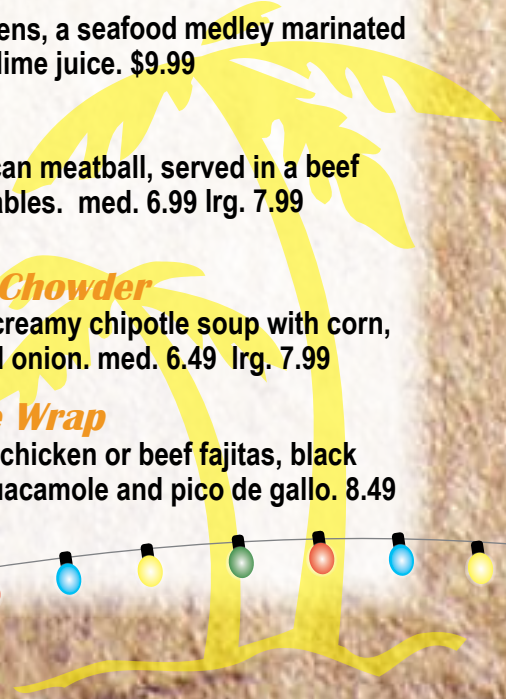 ens, a seafood medley marinated
lime juice. $9.99
can meatball, served in a beef
ables. med. 6.99 lrg. 7.99
Chowder
creamy chipotle soup with corn,
onion. med. 6.49 lrg. 7.99
Wrap
chicken or beef fajitas, black
uacamole and pico de gallo. 8.49